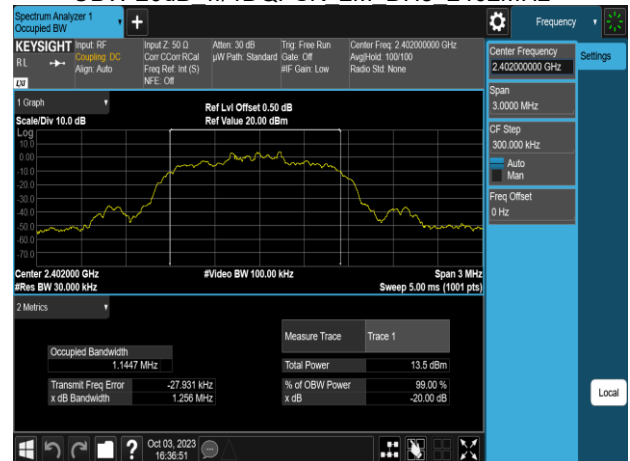 Spectrum Analyzer 1
Occupied BW
Frequency
KEYSIGHT
RL
LXI
Input: RF
Coupling: DC
Align: Auto
Input Z: 50 Ω
Corr CCorr RCal
Freq Ref: Int (S)
NFE: Off
Atten: 30 dB
µW Path: Standard
Trig: Free Run
Gate: Off
#IF Gain: Low
Center Freq: 2.402000000 GHz
Avg|Hold: 100/100
Radio Std: None
Center Frequency
2.402000000 GHz
Settings
Span
3.0000 MHz
CF Step
300.000 kHz
Auto
Man
Freq Offset
0 Hz
Local
1 Graph
Scale/Div 10.0 dB
Ref Lvl Offset 0.50 dB
Ref Value 20.00 dBm
Log
10.0
0.00
-10.0
-20.0
-30.0
-40.0
-50.0
-60.0
-70.0
Center 2.402000 GHz
#Res BW 30.000 kHz
#Video BW 100.00 kHz
Span 3 MHz
Sweep 5.00 ms (1001 pts)
2 Metrics
Measure Trace Trace 1
Occupied Bandwidth
1.1447 MHz
Total Power 13.5 dBm
Transmit Freq Error -27.931 kHz
% of OBW Power 99.00 %
x dB Bandwidth 1.256 MHz
x dB -20.00 dB
?
Oct 03, 2023
16:36:51